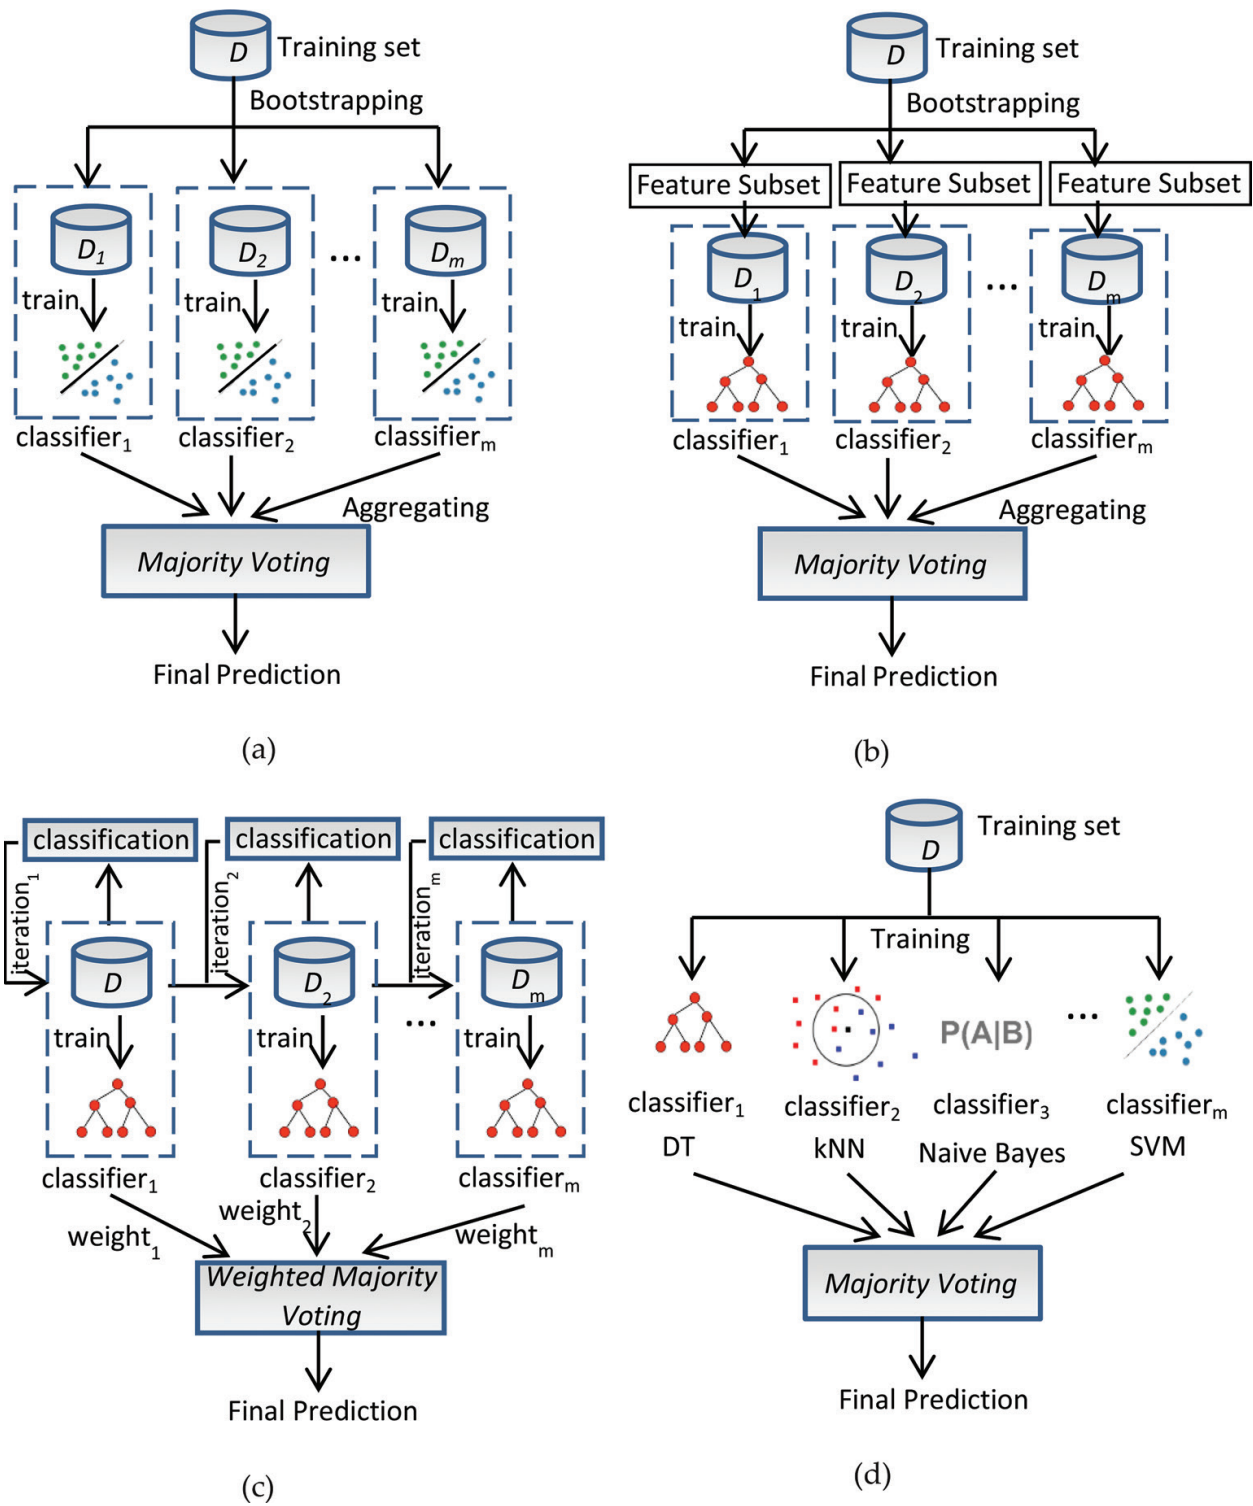 D Training set
Bootstrapping
D1 D2 ... Dm
train train train
classifier1 classifier2 classifierm
Aggregating
Majority Voting
Final Prediction
(a)
D Training set
Bootstrapping
Feature Subset Feature Subset Feature Subset
D1 D2 ... Dm
train train train
classifier1 classifier2 classifierm
Aggregating
Majority Voting
Final Prediction
(b)
classification classification classification
iteration1 iteration2 iterationm
D D2 ... Dm
train train train
classifier1 classifier2 classifierm
weight1 weight2 weightm
Weighted Majority
Voting
Final Prediction
(c)
D Training set
Training
P(A|B) ...
classifier1 classifier2 classifier3 classifierm
DT kNN Naive Bayes SVM
Majority Voting
Final Prediction
(d)